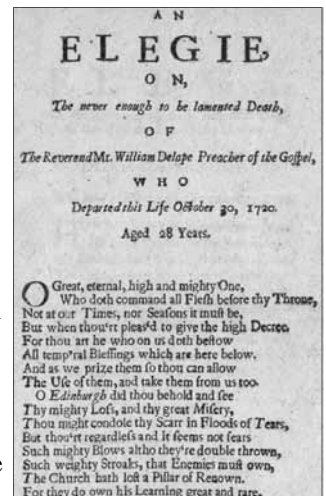 AN
ELEGIE,
ON,
The never enough to be lamented Death,
OF
The Reverend Mr. William Delape Preacher of the Gospel,
WHO
Departed this Life October 30, 1720.
Aged 28 Years.
O Great, eternal, high and mighty One,
Who doth command all Flesh before thy Throne,
Not at our Times, nor Seasons it must be,
But when thou'rt pleas'd to give the high Decree.
For thou art he who on us doth bestow
All temp'ral Blessings which are here below.
And as we prize them so thou can allow
The Use of them, and take them from us too.
O Edinburgh did thou behold and see
Thy mighty Loss, and thy great Misery,
Thou might condole thy Scarr in Floods of Tears,
But thou'rt regardless and It seems not fears
Such mighty Blows altho they're double thrown,
Such weighty Stroaks, that Enemies must own,
The Church hath lost a Pillar of Renown.
For they do own his Learning great and rare,